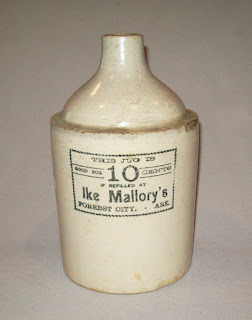 THIS JUG IS
GOOD FOR 10 CENTS
IF REFILLED AT
Ike Mallory's
FORREST CITY, - ARK.